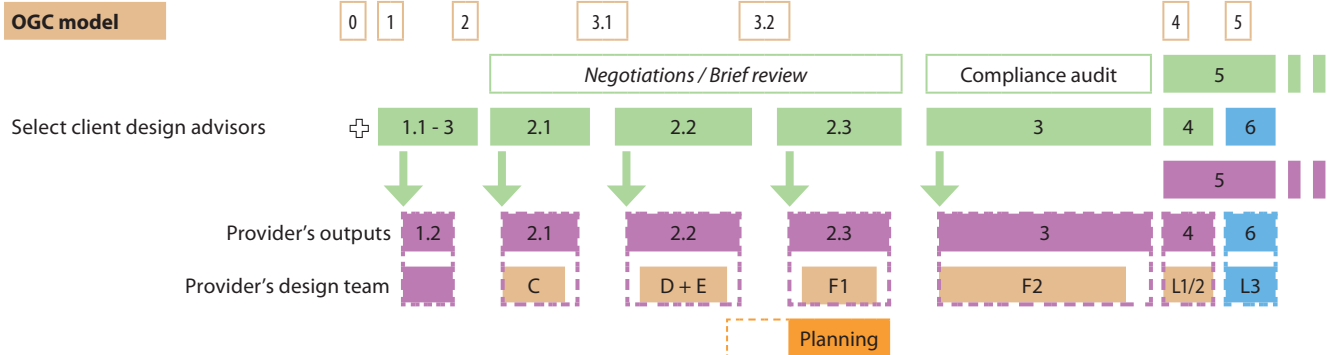 OGC model 0 1 2 3.1 3.2 4 5
Negotiations / Brief review Compliance audit 5
Select client design advisors 1.1 - 3 2.1 2.2 2.3 3 4 6
5
Provider's outputs 1.2 2.1 2.2 2.3 3 4 6
Provider's design team C D + E F1 F2 L1/2 L3
Planning